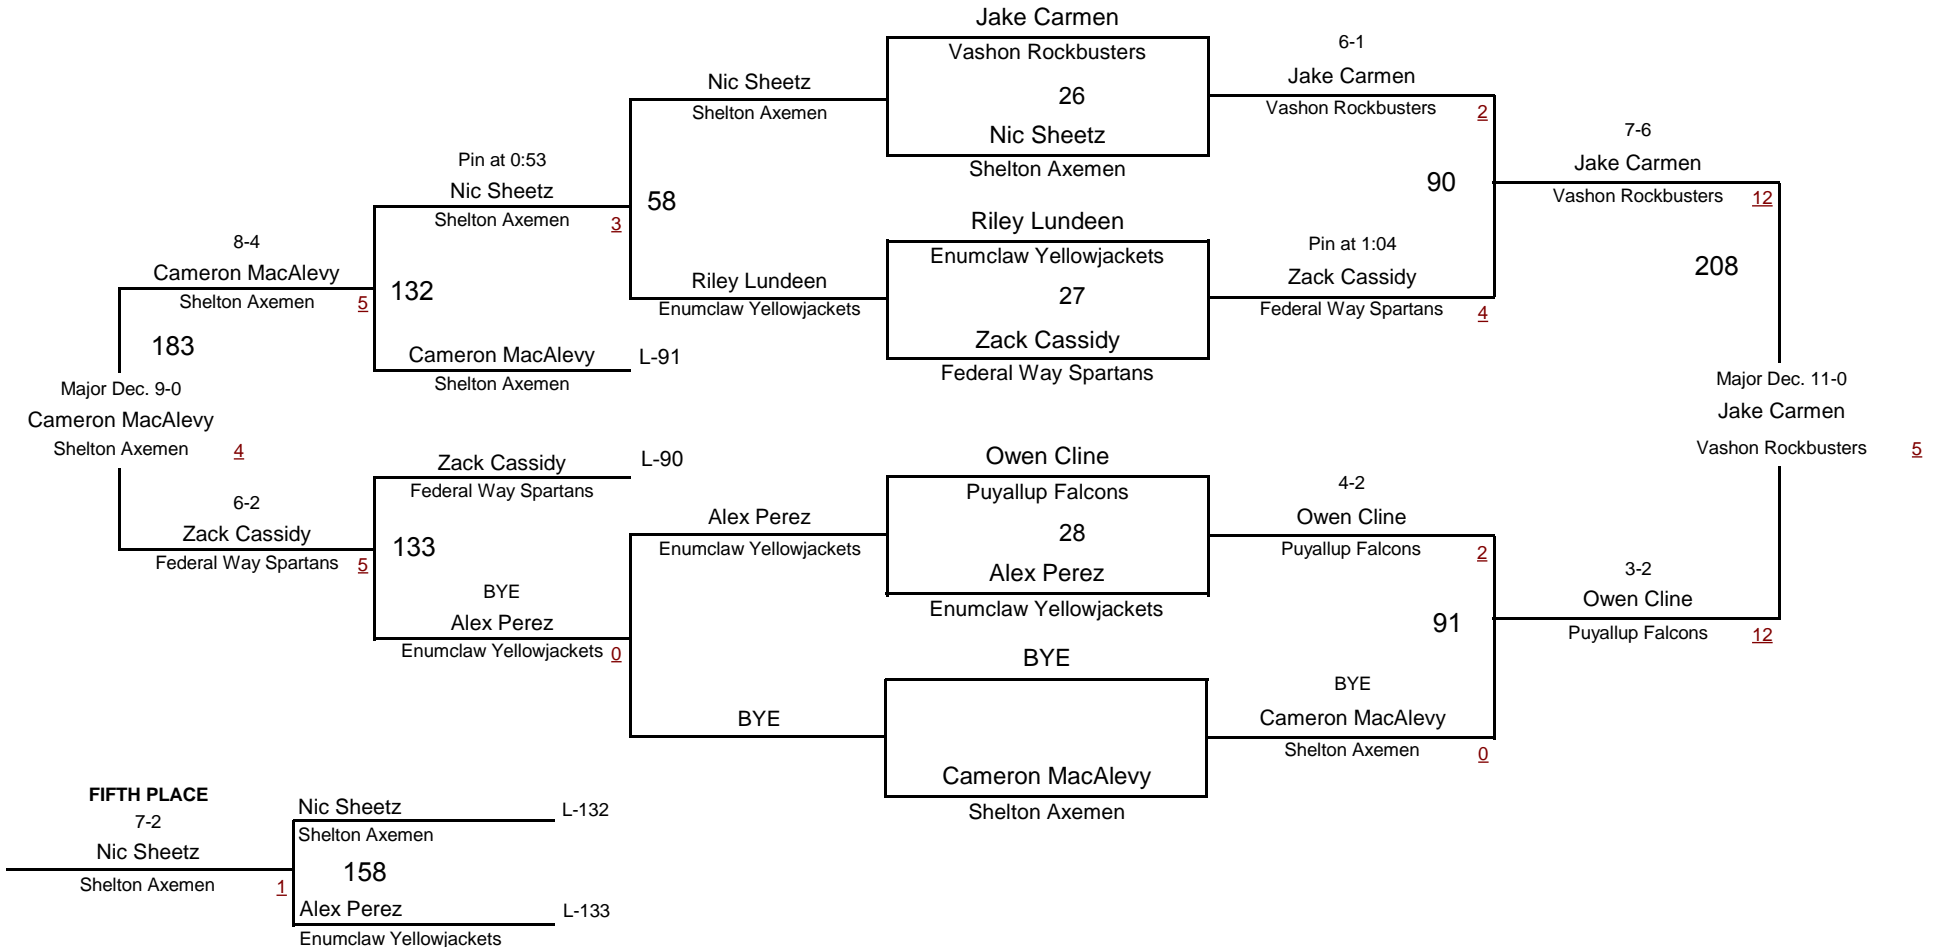 Jake Carmen
Vashon Rockbusters
26
Nic Sheetz
Shelton Axemen
Riley Lundeen
Enumclaw Yellowjackets
27
Zack Cassidy
Federal Way Spartans
Owen Cline
Puyallup Falcons
28
Alex Perez
Enumclaw Yellowjackets
BYE
Cameron MacAlevy
Shelton Axemen
6-1
Jake Carmen
Vashon Rockbusters 2
90
Pin at 1:04
Zack Cassidy
Federal Way Spartans 4
4-2
Owen Cline
Puyallup Falcons 2
91
BYE
Cameron MacAlevy
Shelton Axemen 0
7-6
Jake Carmen
Vashon Rockbusters 12
208
3-2
Owen Cline
Puyallup Falcons 12
Major Dec. 11-0
Jake Carmen
Vashon Rockbusters 5
Nic Sheetz
Shelton Axemen
58
Riley Lundeen
Enumclaw Yellowjackets
Alex Perez
Enumclaw Yellowjackets
BYE
Pin at 0:53
Nic Sheetz
Shelton Axemen 3
132
Cameron MacAlevy L-91
Shelton Axemen
Zack Cassidy L-90
Federal Way Spartans
133
BYE
Alex Perez
Enumclaw Yellowjackets 0
8-4
Cameron MacAlevy
Shelton Axemen 5
183
6-2
Zack Cassidy
Federal Way Spartans 5
Major Dec. 9-0
Cameron MacAlevy
Shelton Axemen 4
FIFTH PLACE
7-2
Nic Sheetz
Shelton Axemen 1
Nic Sheetz L-132
Shelton Axemen
158
Alex Perez L-133
Enumclaw Yellowjackets